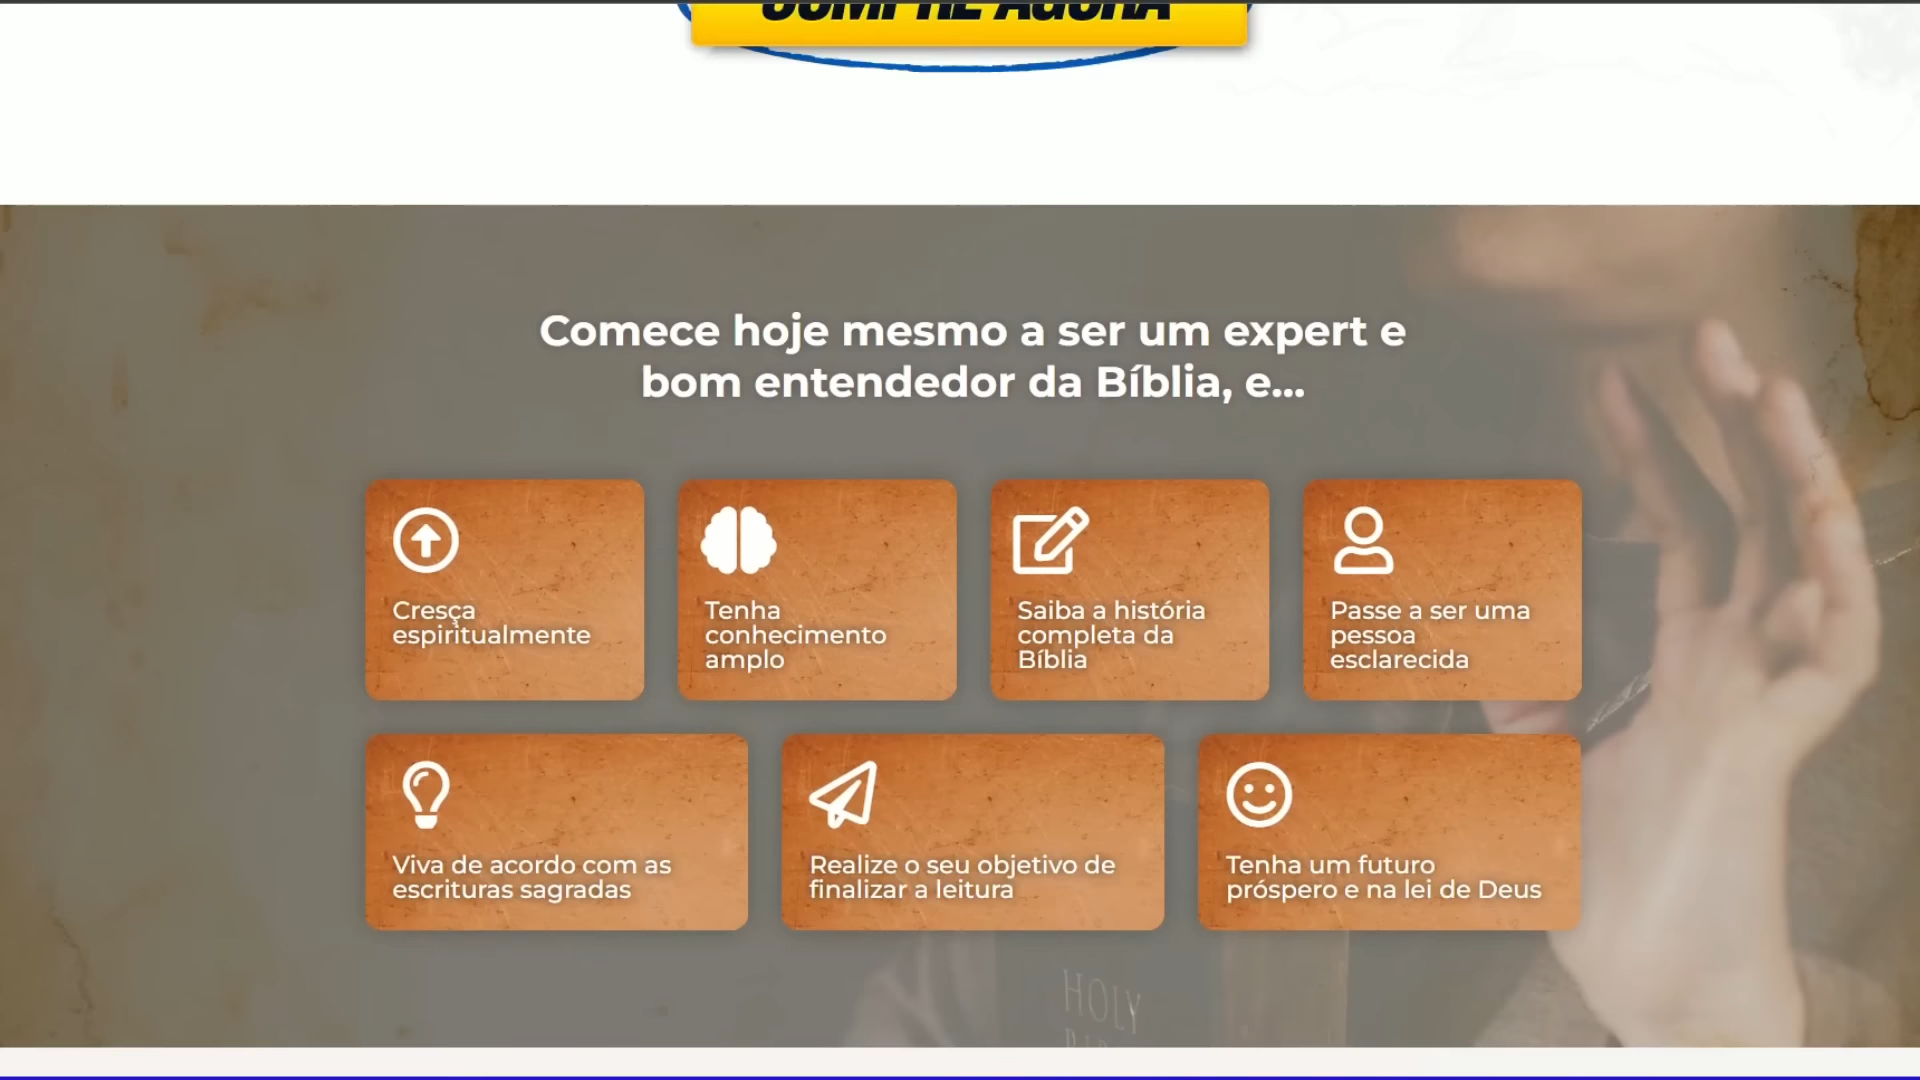 COMPRE AGORA
Comece hoje mesmo a ser um expert e
bom entendedor da Bíblia, e...
Cresça
espiritualmente
Tenha
conhecimento
amplo
Saiba a história
completa da
Bíblia
Passe a ser uma
pessoa
esclarecida
Viva de acordo com as
escrituras sagradas
Realize o seu objetivo de
finalizar a leitura
Tenha um futuro
próspero e na lei de Deus
HOLY